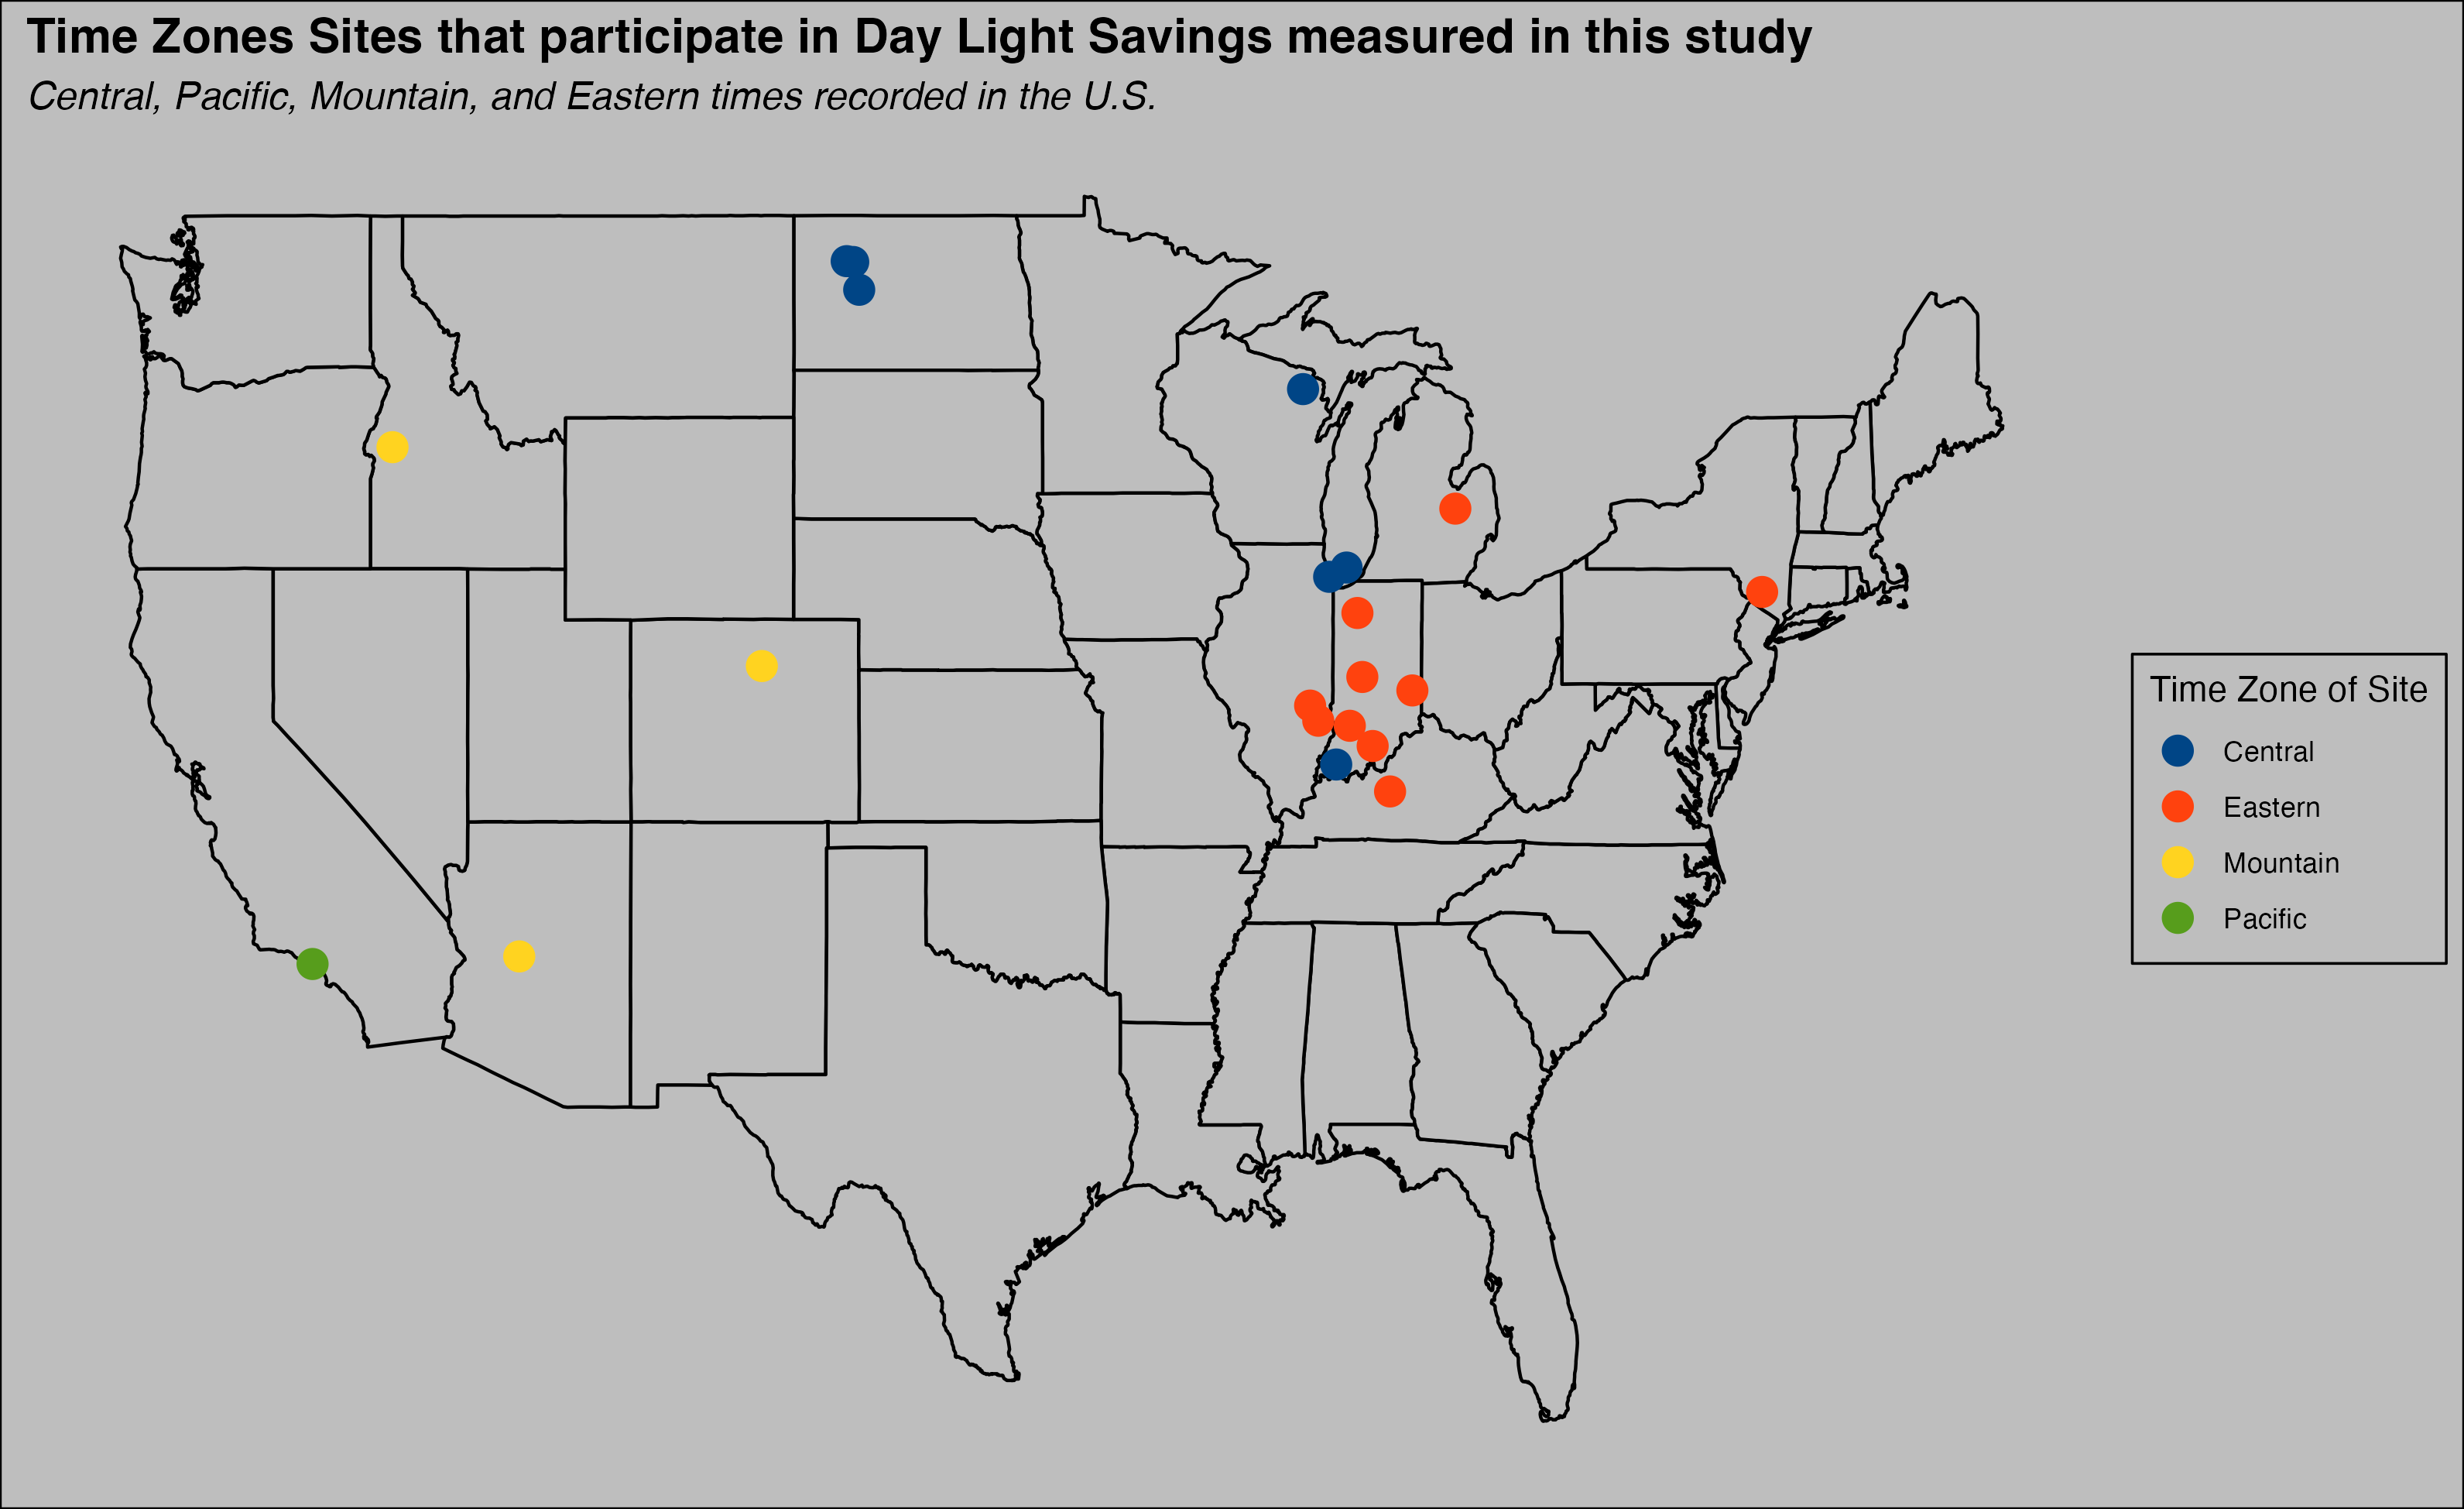 Time Zones Sites that participate in Day Light Savings measured in this study
Central, Pacific, Mountain, and Eastern times recorded in the U.S.
Time Zone of Site
Central
Eastern
Mountain
Pacific